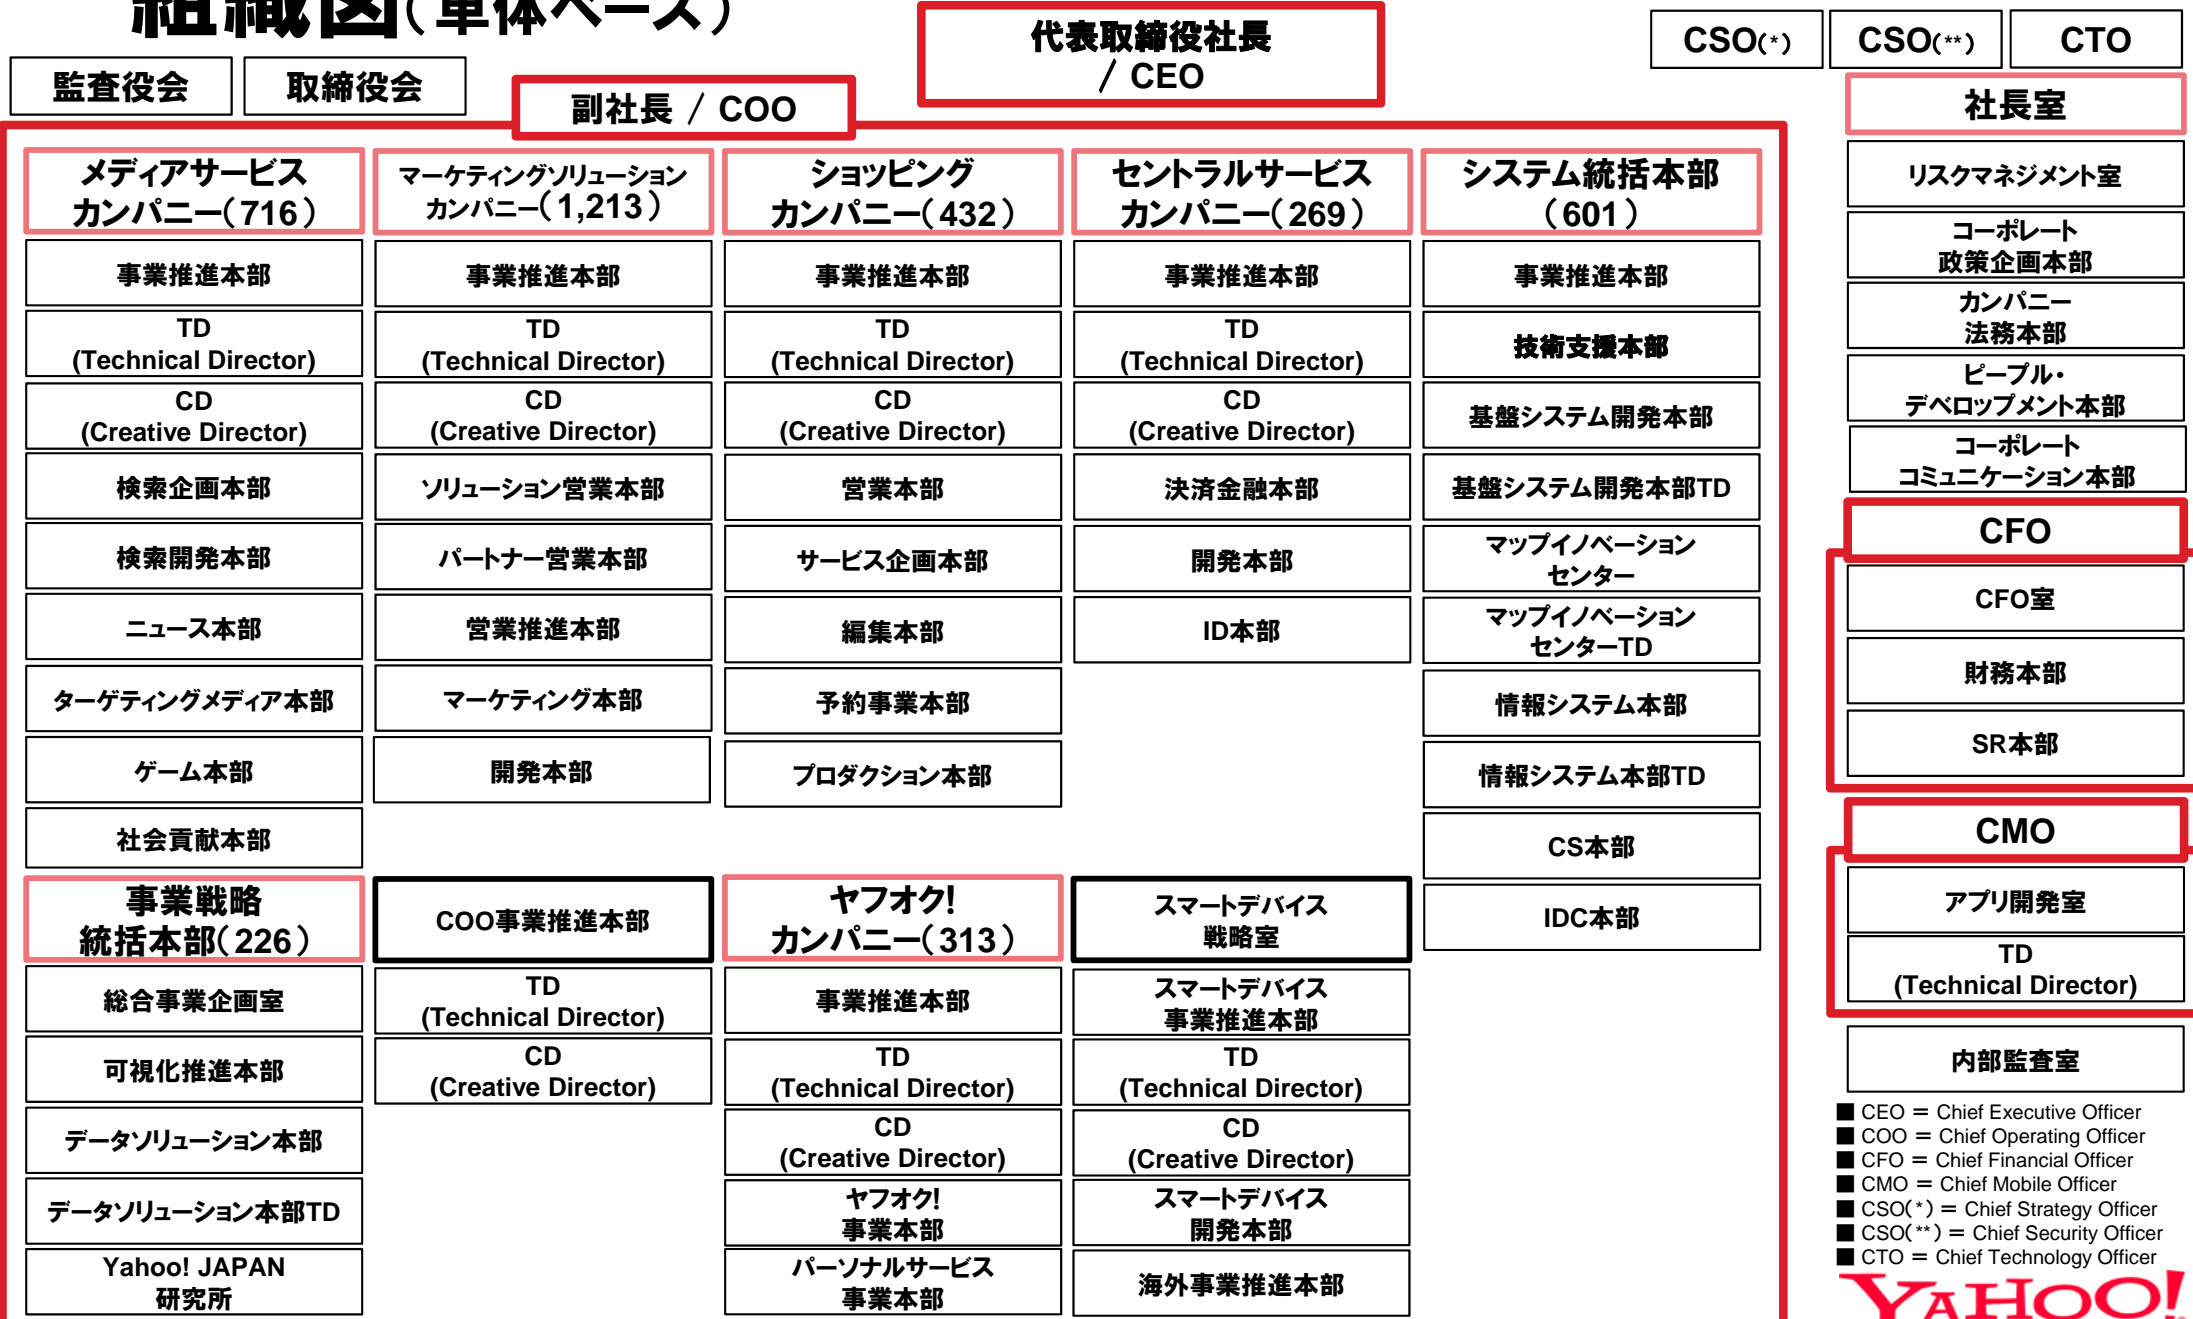 組織図(単体ベース)
代表取締役社長
/ CEO
CSO(*)
CSO(**)
CTO
監査役会
取締役会
副社長 / COO
メディアサービス
カンパニー(716)
事業推進本部
TD
(Technical Director)
CD
(Creative Director)
検索企画本部
検索開発本部
ニュース本部
ターゲティングメディア本部
ゲーム本部
社会貢献本部
マーケティングソリューション
カンパニー(1,213)
事業推進本部
TD
(Technical Director)
CD
(Creative Director)
ソリューション営業本部
パートナー営業本部
営業推進本部
マーケティング本部
開発本部
ショッピング
カンパニー(432)
事業推進本部
TD
(Technical Director)
CD
(Creative Director)
営業本部
サービス企画本部
編集本部
予約事業本部
プロダクション本部
セントラルサービス
カンパニー(269)
事業推進本部
TD
(Technical Director)
CD
(Creative Director)
決済金融本部
開発本部
ID本部
システム統括本部
(601)
事業推進本部
技術支援本部
基盤システム開発本部
基盤システム開発本部TD
マップイノベーション
センター
マップイノベーション
センターTD
情報システム本部
情報システム本部TD
CS本部
IDC本部
事業戦略
統括本部(226)
総合事業企画室
可視化推進本部
データソリューション本部
データソリューション本部TD
Yahoo! JAPAN
研究所
COO事業推進本部
TD
(Technical Director)
CD
(Creative Director)
ヤフオク!
カンパニー(313)
事業推進本部
TD
(Technical Director)
CD
(Creative Director)
ヤフオク!
事業本部
パーソナルサービス
事業本部
スマートデバイス
戦略室
スマートデバイス
事業推進本部
TD
(Technical Director)
CD
(Creative Director)
スマートデバイス
開発本部
海外事業推進本部
社長室
リスクマネジメント室
コーポレート
政策企画本部
カンパニー
法務本部
ピープル・
デベロップメント本部
コーポレート
コミュニケーション本部
CFO
CFO室
財務本部
SR本部
CMO
アプリ開発室
TD
(Technical Director)
内部監査室
■ CEO = Chief Executive Officer
■ COO = Chief Operating Officer
■ CFO = Chief Financial Officer
■ CMO = Chief Mobile Officer
■ CSO(*) = Chief Strategy Officer
■ CSO(**) = Chief Security Officer
■ CTO = Chief Technology Officer
YAHOO!